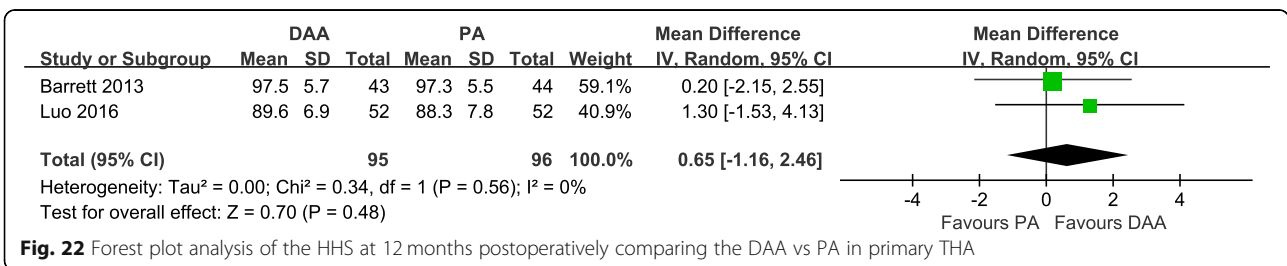 DAA PA Mean Difference Mean Difference
Study or Subgroup Mean SD Total Mean SD Total Weight IV, Random, 95% CI IV, Random, 95% CI
Barrett 2013 97.5 5.7 43 97.3 5.5 44 59.1% 0.20 [-2.15, 2.55]
Luo 2016 89.6 6.9 52 88.3 7.8 52 40.9% 1.30 [-1.53, 4.13]
Total (95% CI) 95 96 100.0% 0.65 [-1.16, 2.46]
Heterogeneity: Tau² = 0.00; Chi² = 0.34, df = 1 (P = 0.56); I² = 0%
Test for overall effect: Z = 0.70 (P = 0.48)
-4 -2 0 2 4
Favours PA Favours DAA
Fig. 22 Forest plot analysis of the HHS at 12 months postoperatively comparing the DAA vs PA in primary THA